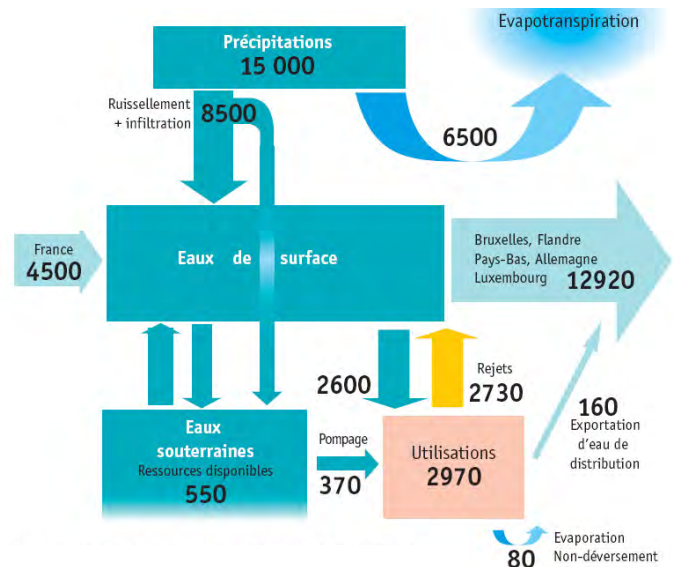 Evapotranspiration
Précipitations
15 000
Ruissellement
+ infiltration
8500
6500
France
4500
Eaux de surface
Bruxelles, Flandre
Pays-Bas, Allemagne
Luxembourg 12920
2600
Rejets
2730
160
Exportation
d'eau de
distribution
Eaux
souterraines
Ressources disponibles
550
Pompage
370
Utilisations
2970
80
Evaporation
Non-déversement